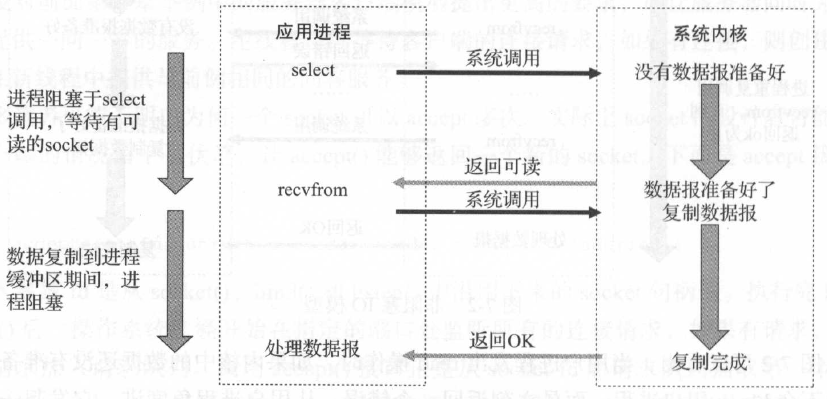 应用进程
系统内核
select
系统调用
没有数据报准备好
进程阻塞于select
调用，等待有可
读的socket
返回可读
recvfrom
系统调用
数据报准备好了
复制数据报
数据复制到进程
缓冲区期间，进
程阻塞
处理数据报
返回OK
复制完成